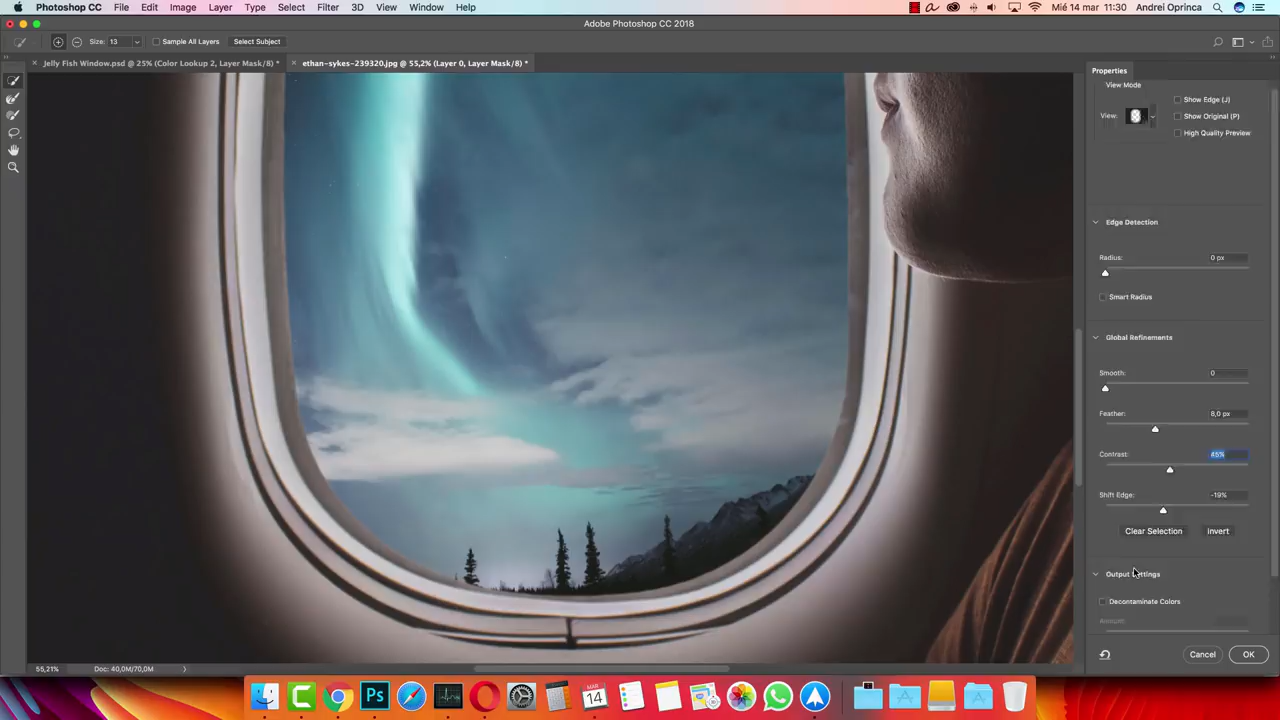 Photoshop CC File Edit Image Layer Type Select Filter 3D View Window Help Mié 14 mar 11:30 Andrei Oprinca
Adobe Photoshop CC 2018
Size: 13 Sample All Layers Select Subject
Jelly Fish Window.psd @ 25% (Color Lookup 2, Layer Mask/8) * ethan-sykes-239320.jpg @ 55,2% (Layer 0, Layer Mask/8) *
Properties
View Mode
Show Edge (J)
View: Show Original (P)
High Quality Preview
Edge Detection
Radius: 0 px
Smart Radius
Global Refinements
Smooth: 0
Feather: 8,0 px
Contrast: 45%
Shift Edge: -19%
Clear Selection Invert
Output Settings
Decontaminate Colors
Amount:
Cancel OK
55,21% Doc: 40,0M/70,0M
MAR
14
Ps